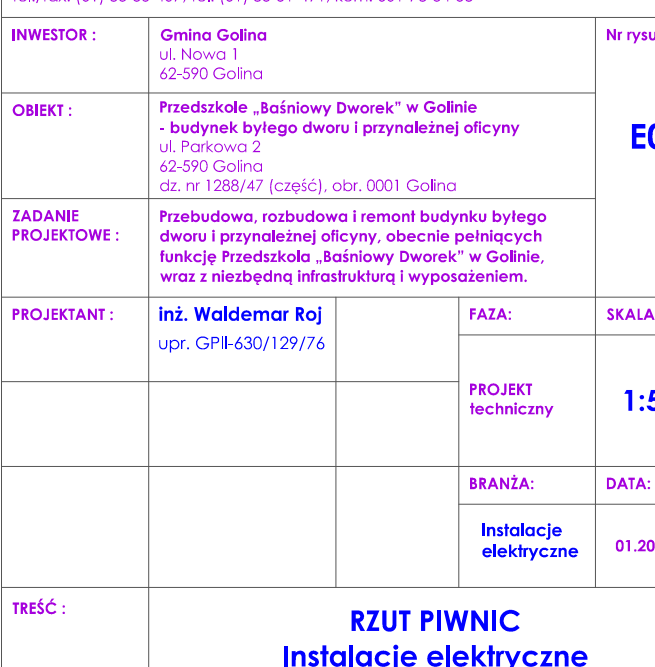 INWESTOR :
Gmina Golina
ul. Nowa 1
62-590 Golina
Nr
OBIEKT :
Przedszkole „Baśniowy Dworek” w Golinie
- budynek byłego dworu i przynależnej oficyny
ul. Parkowa 2
62-590 Golina
dz. nr 1288/47 (część), obr. 0001 Golina
ZADANIE
PROJEKTOWE :
Przebudowa, rozbudowa i remont budynku byłego
dworu i przynależnej oficyny, obecnie pełniących
funkcję Przedszkola „Baśniowy Dworek” w Golinie,
wraz z niezbędną infrastrukturą i wyposażeniem.
PROJEKTANT :
inż. Waldemar Roj
upr. GPII-630/129/76
FAZA:
SKALA
PROJEKT
techniczny
BRANŻA:
DATA:
Instalacje
elektryczne
TREŚĆ :
RZUT PIWNIC
Instalacje elektryczne